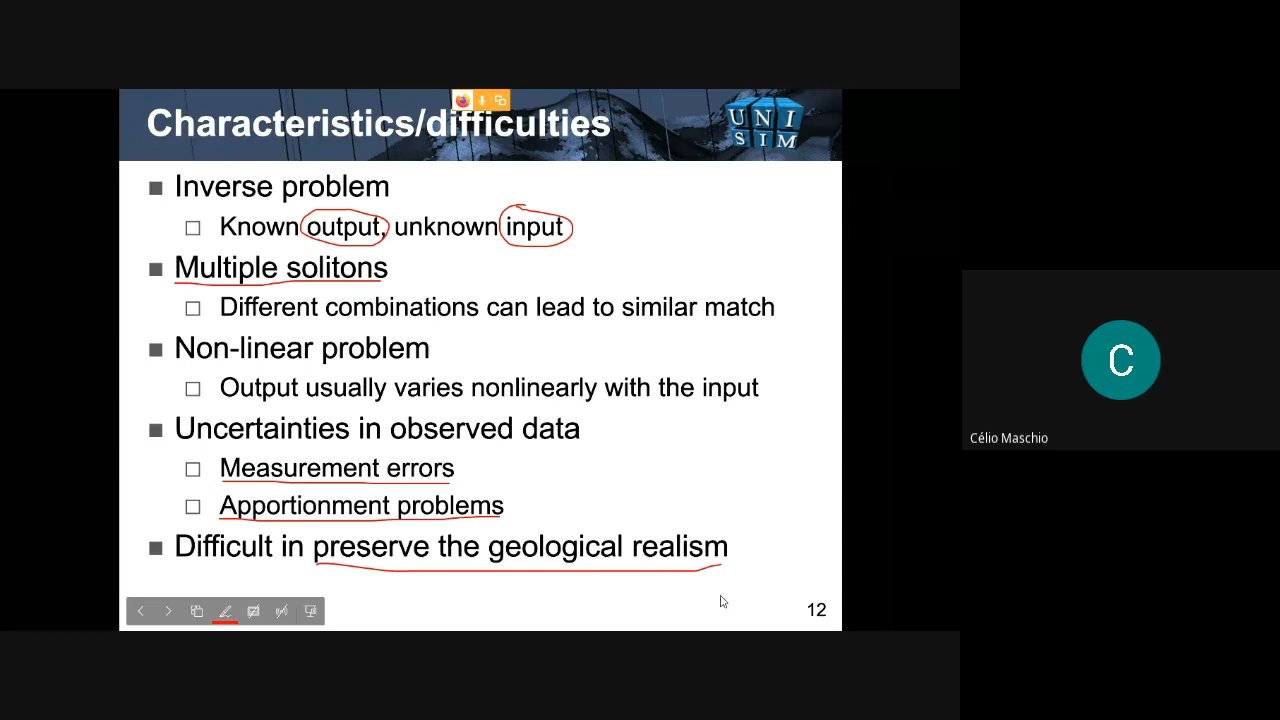 Characteristics/difficulties
UNI
SIM
Inverse problem
Known output, unknown input
Multiple solitons
Different combinations can lead to similar match
Non-linear problem
Output usually varies nonlinearly with the input
Uncertainties in observed data
Measurement errors
Apportionment problems
Difficult in preserve the geological realism
12
C
Célio Maschio